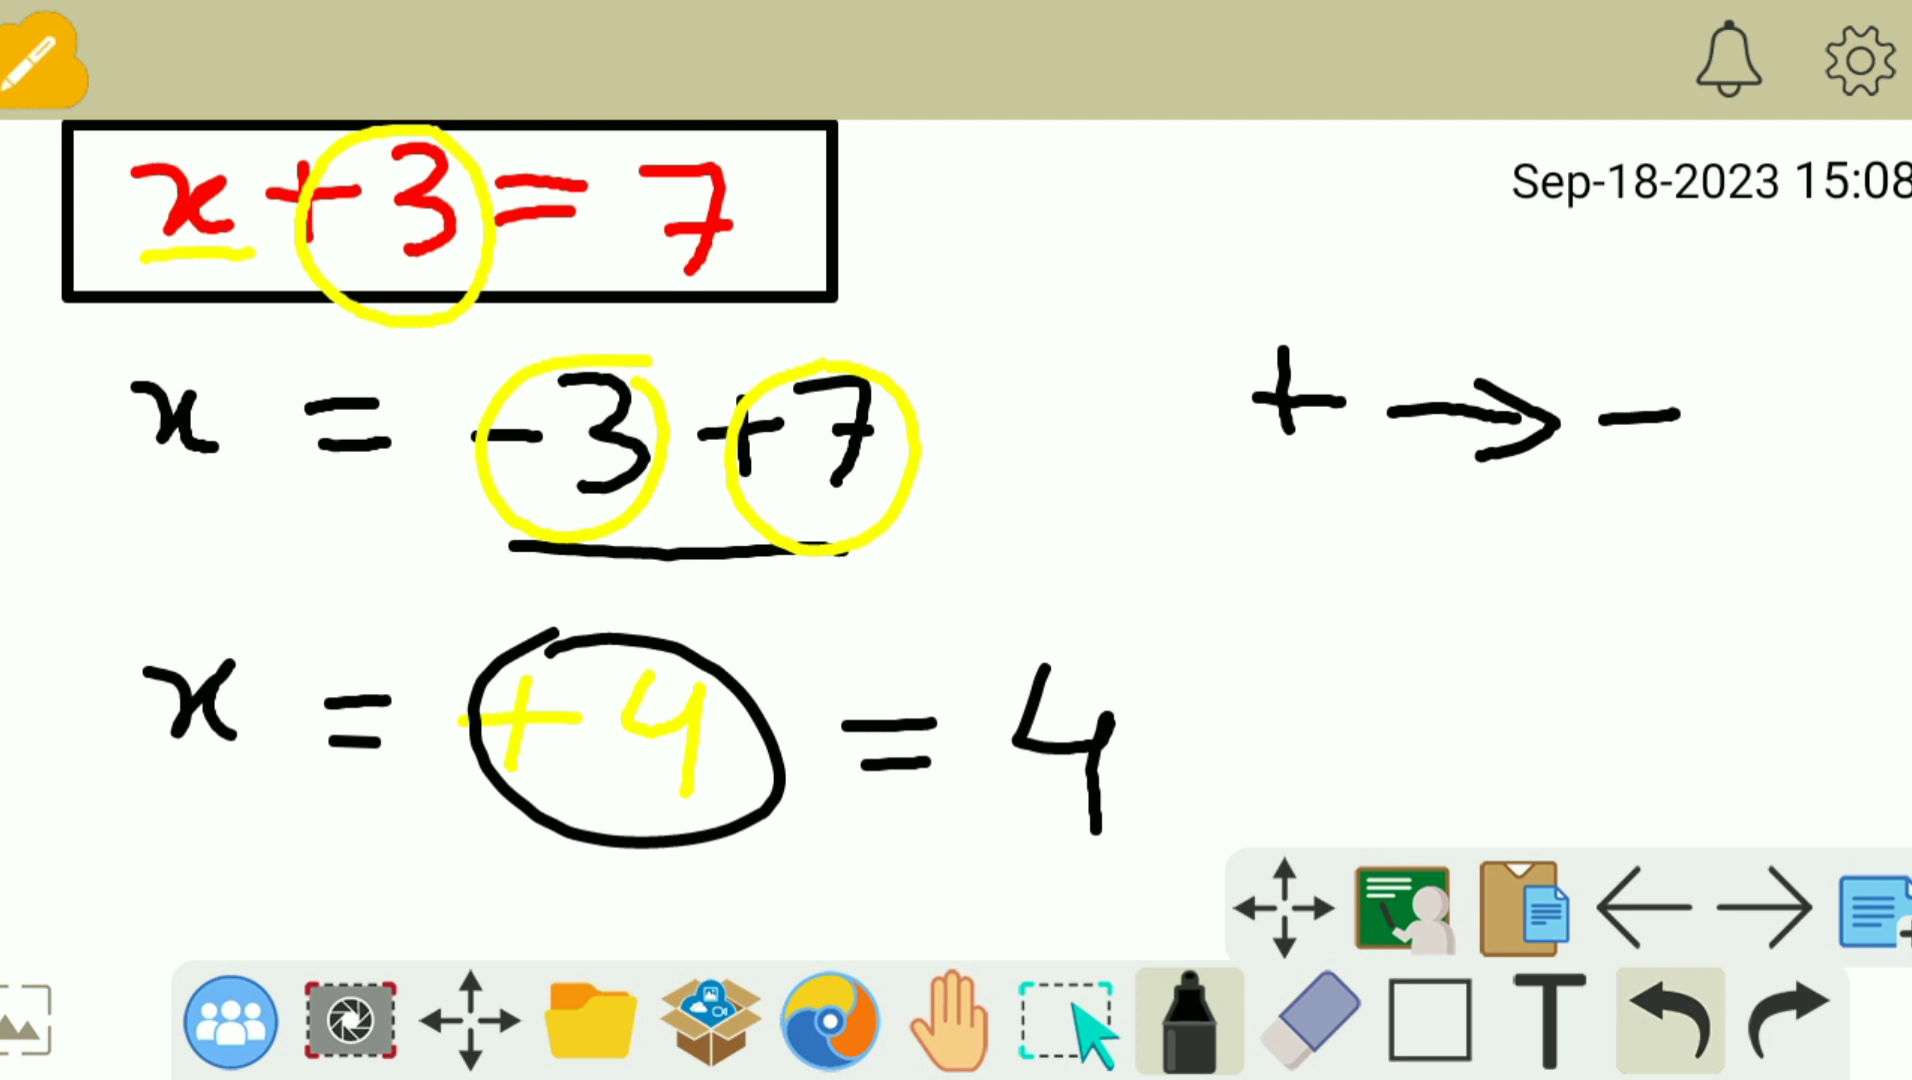 x + 3 = 7
Sep-18-2023 15:08
x = -3 + 7
+ → -
x = +4 = 4
T